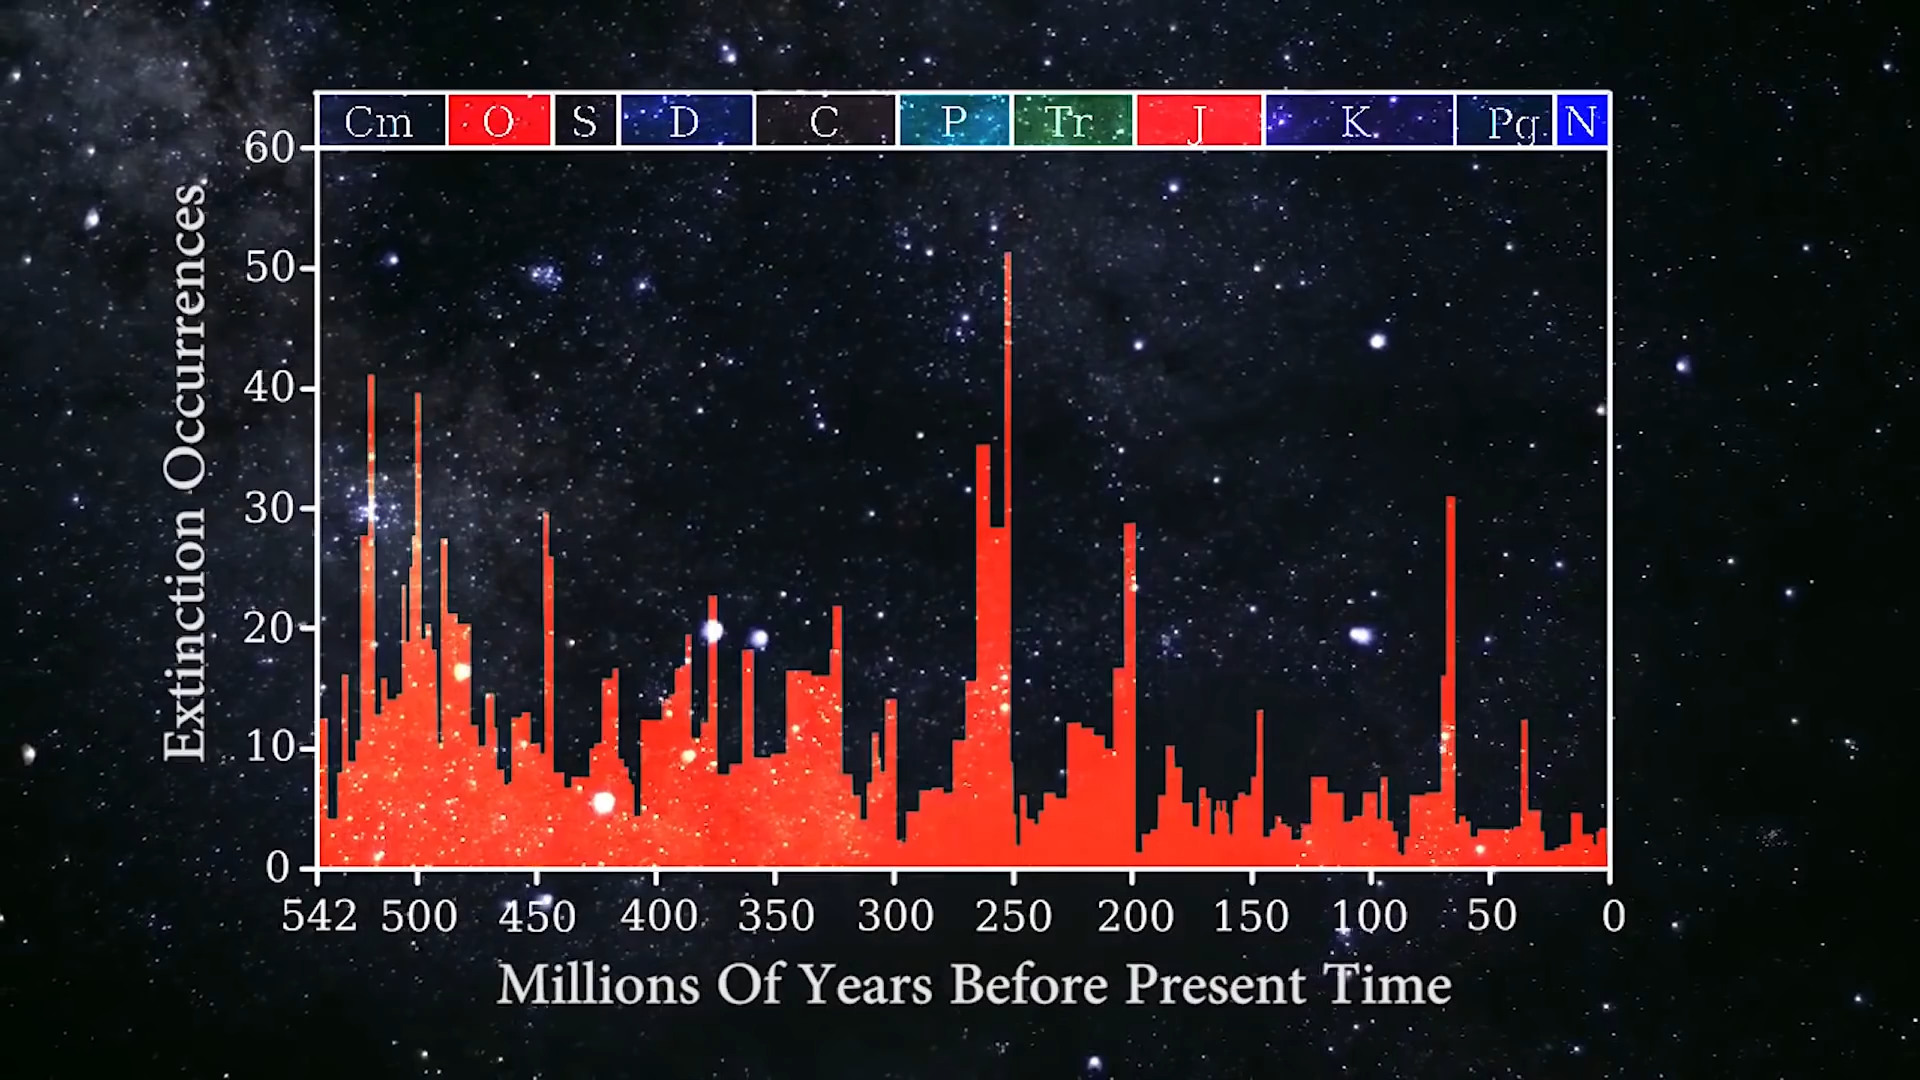 Cm O S D C P Tr J K Pg N
60
50
40
30
20
10
0
Extinction Occurrences
542 500 450 400 350 300 250 200 150 100 50 0
Millions Of Years Before Present Time